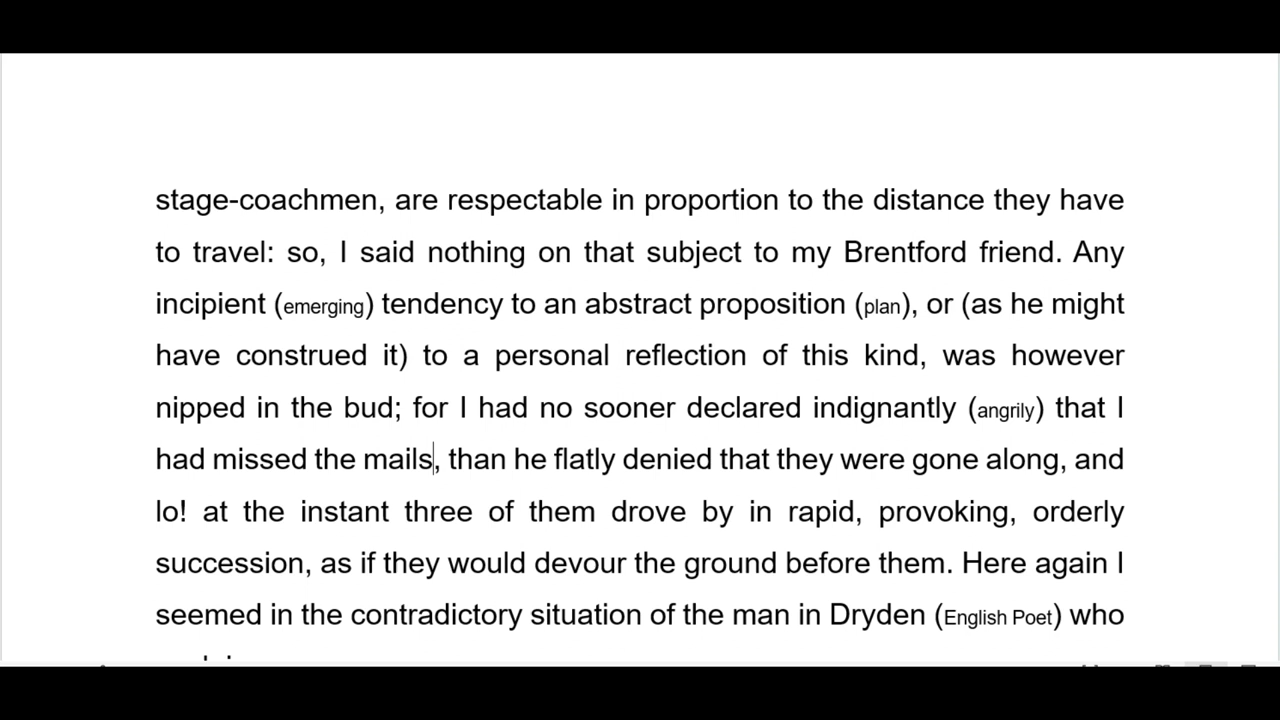 stage-coachmen, are respectable in proportion to the distance they have
to travel: so, I said nothing on that subject to my Brentford friend. Any
incipient (emerging) tendency to an abstract proposition (plan), or (as he might
have construed it) to a personal reflection of this kind, was however
nipped in the bud; for I had no sooner declared indignantly (angrily) that I
had missed the mails, than he flatly denied that they were gone along, and
lo! at the instant three of them drove by in rapid, provoking, orderly
succession, as if they would devour the ground before them. Here again I
seemed in the contradictory situation of the man in Dryden (English Poet) who